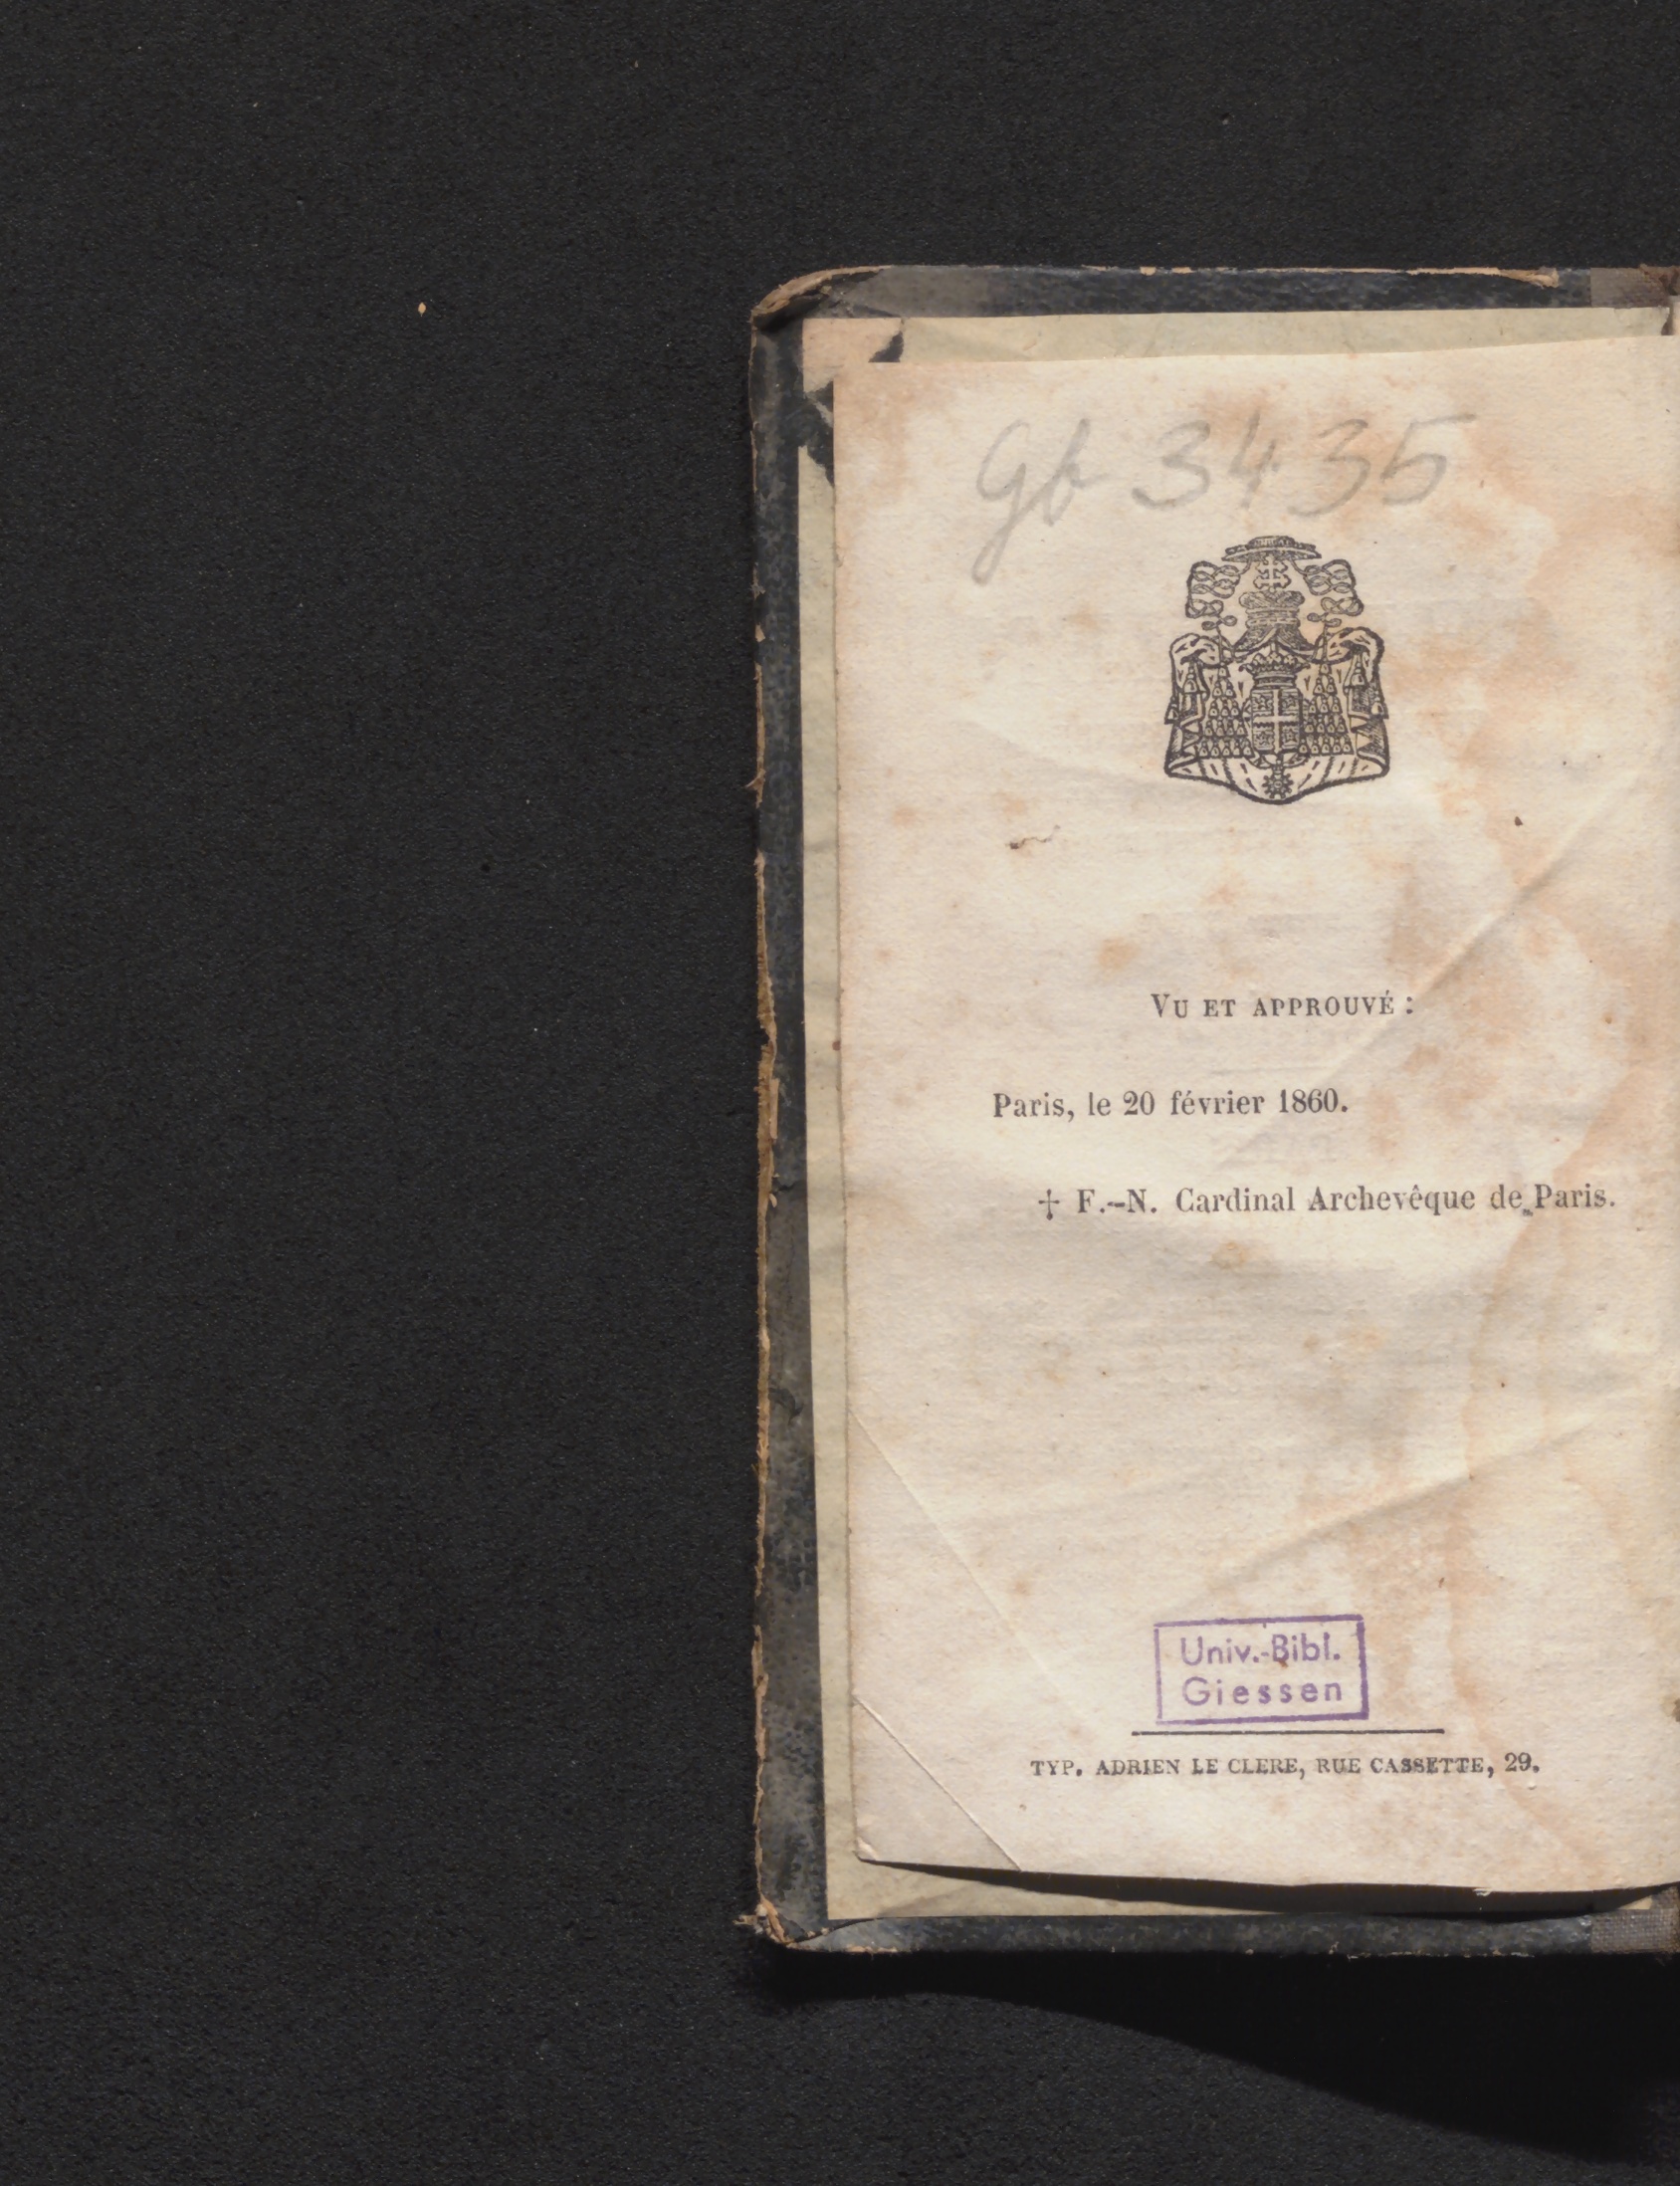 Gb 3435
VU ET APPROUVÉ :
Paris, le 20 février 1860.
† F.-N. Cardinal Archevêque de Paris.
Univ.-Bibl.
Giessen
TYP. ADRIEN LE CLERE, RUE CASSETTE, 29.